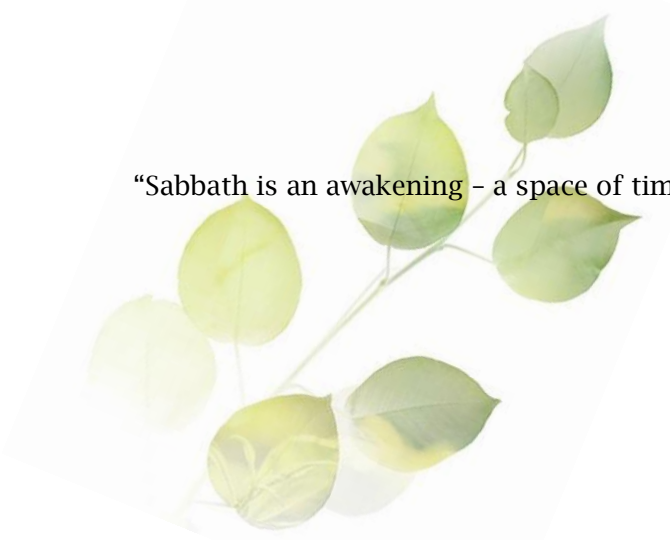 “Sabbath is an awakening – a space of tim